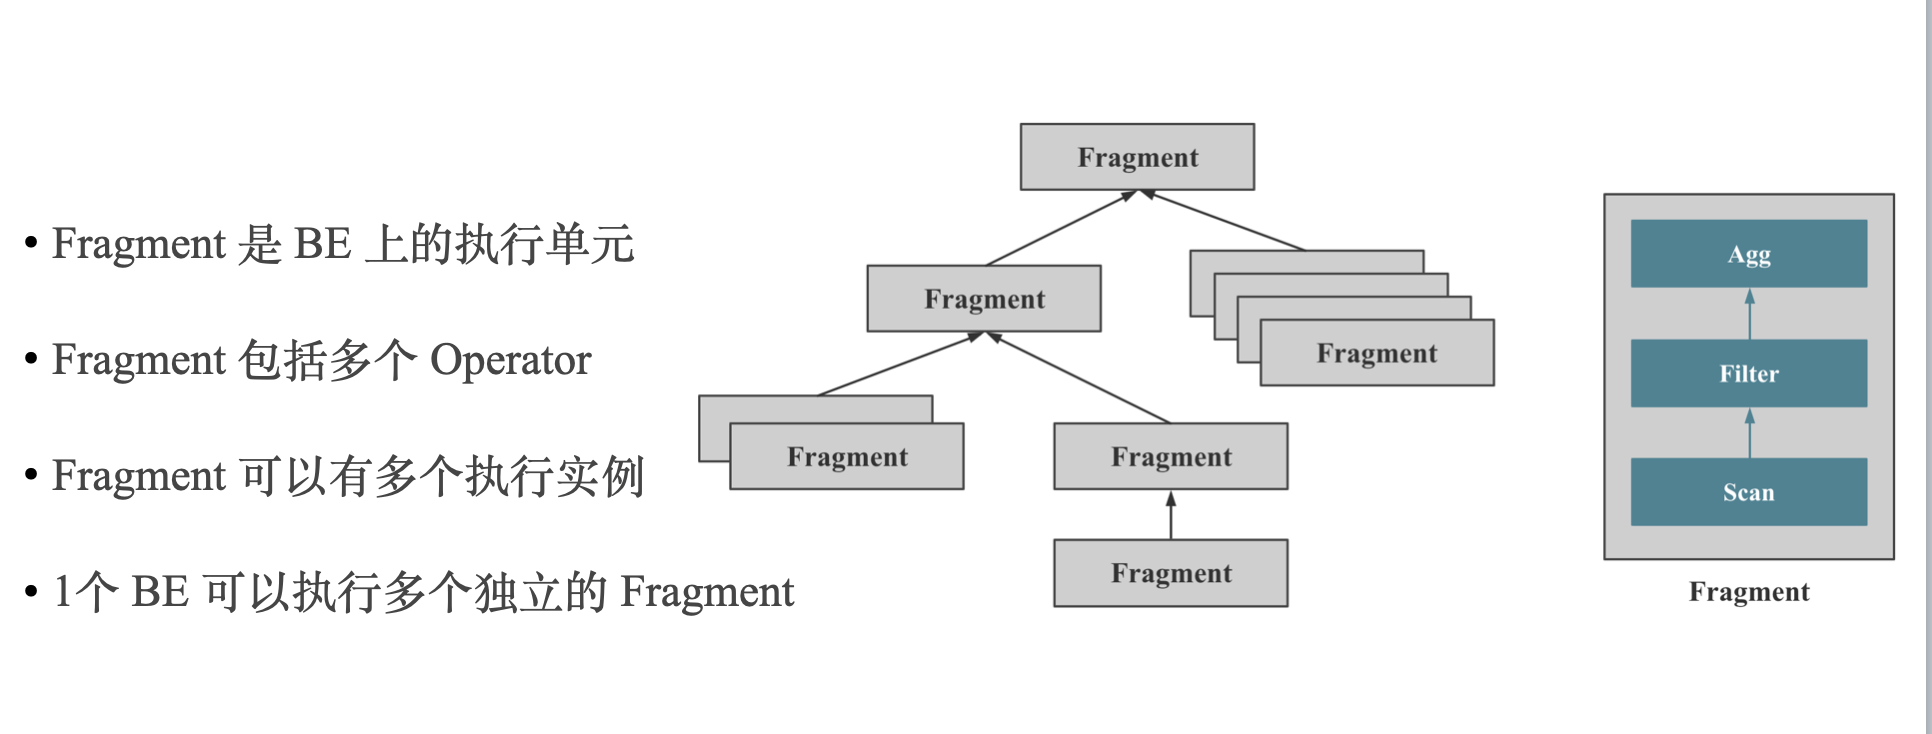 • Fragment 是 BE 上的执行单元
• Fragment 包括多个 Operator
• Fragment 可以有多个执行实例
• 1个 BE 可以执行多个独立的 Fragment
Fragment
Fragment
Fragment
Fragment
Fragment
Fragment
Agg
Filter
Scan
Fragment